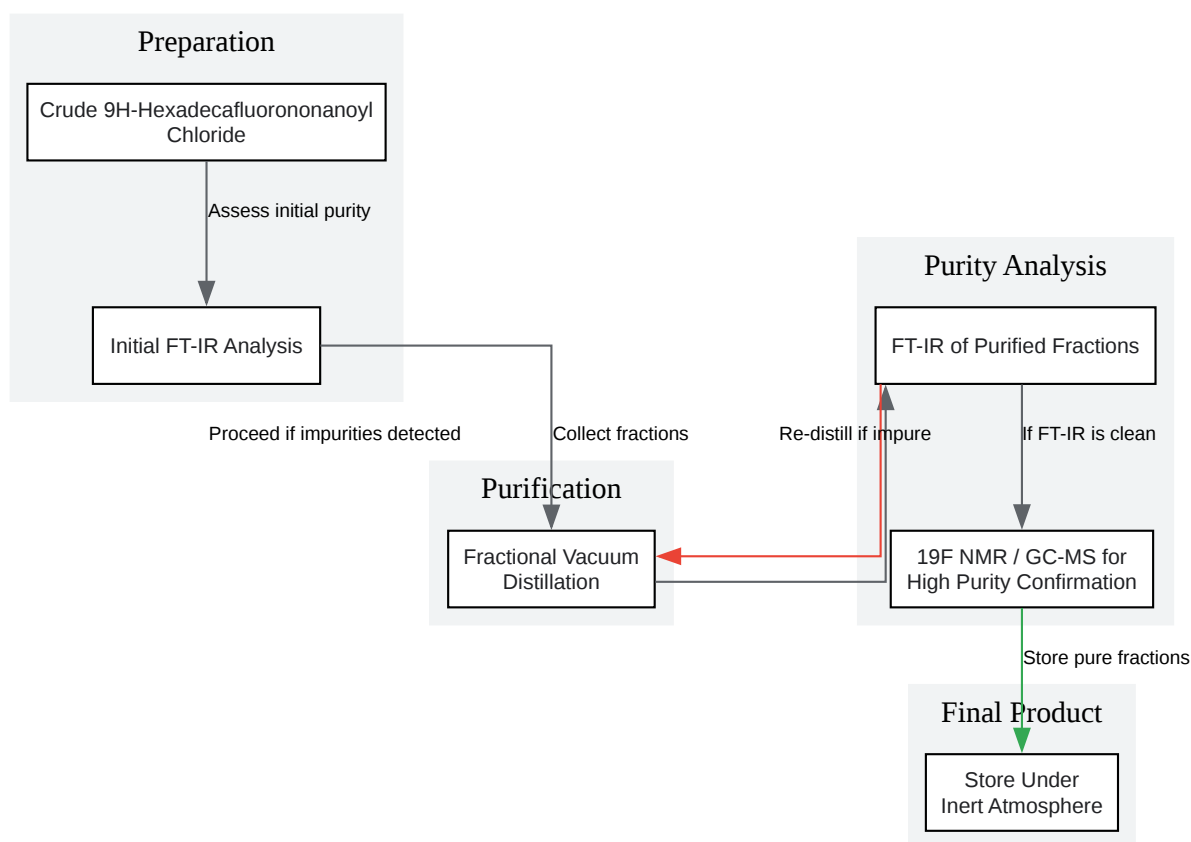 Preparation
Crude 9H-Hexadecafluorononanoyl
Chloride
Assess initial purity
Initial FT-IR Analysis
Proceed if impurities detected
Collect fractions
Purification
Fractional Vacuum
Distillation
Purity Analysis
FT-IR of Purified Fractions
Re-distill if impure
If FT-IR is clean
19F NMR / GC-MS for
High Purity Confirmation
Store pure fractions
Final Product
Store Under
Inert Atmosphere